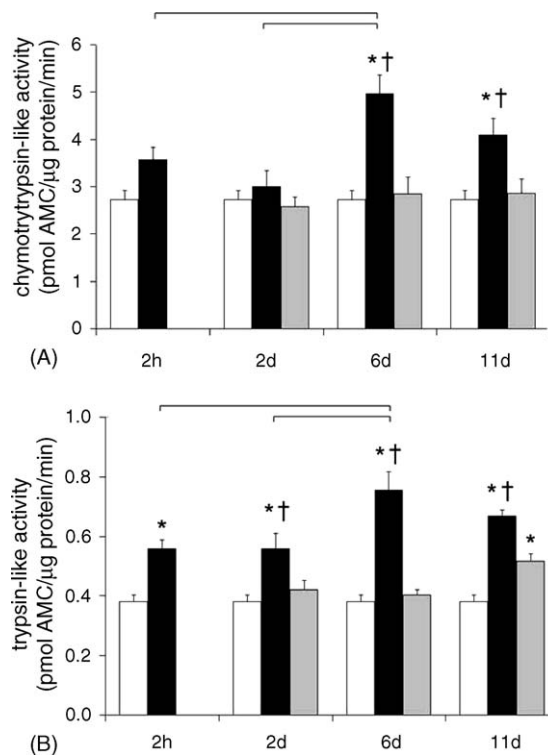 6
5
4
3
2
1
0
chymotrytpsin-like activity
(pmol AMC/µg protein/min)
*†
*†
2h
2d
6d
11d
(A)
1.0
0.8
0.6
0.4
0.2
0.0
trypsin-like activity
(pmol AMC/µg protein/min)
*
*†
*†
*†
*
2h
2d
6d
11d
(B)